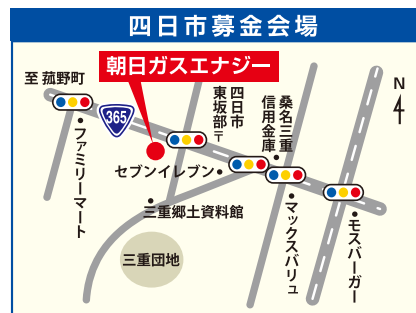 四日市募金会場
至 菰野町
朝日ガスエナジー
N
365
四日市
東坂部〒
桑名三重
信用金庫
ファミリーマート
セブンイレブン
三重郷土資料館
マックスバリュ
モスバーガー
三重団地